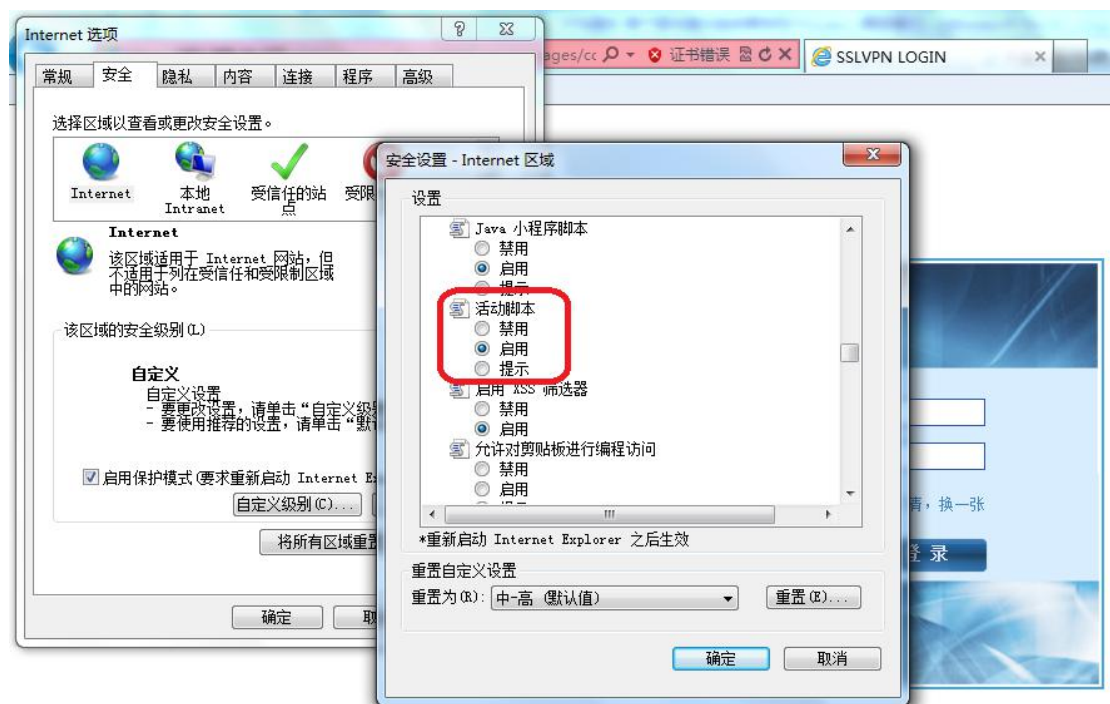 Internet 选项
ages/cc
证书错误
SSLVPN LOGIN
常规 安全 隐私 内容 连接 程序 高级
选择区域以查看或更改安全设置。
Internet
本地
Intranet
受信任的站
点
受限
Internet
该区域适用于 Internet 网站，但
不适用于列在受信任和受限制区域
中的网站。
该区域的安全级别(L)
自定义
自定义设置
- 要更改设置，请单击“自定义级
- 要使用推荐的设置，请单击“默
启用保护模式(要求重新启动 Internet
自定义级别(C)...
将所有区域重置
确定
安全设置 - Internet 区域
设置
Java 小程序脚本
禁用
启用
提示
活动脚本
禁用
启用
提示
启用 XSS 筛选器
禁用
启用
允许对剪贴板进行编程访问
禁用
启用
*重新启动 Internet Explorer 之后生效
重置自定义设置
重置为(R):
中-高 (默认值)
重置(E)...
确定
取消
，换一张
录